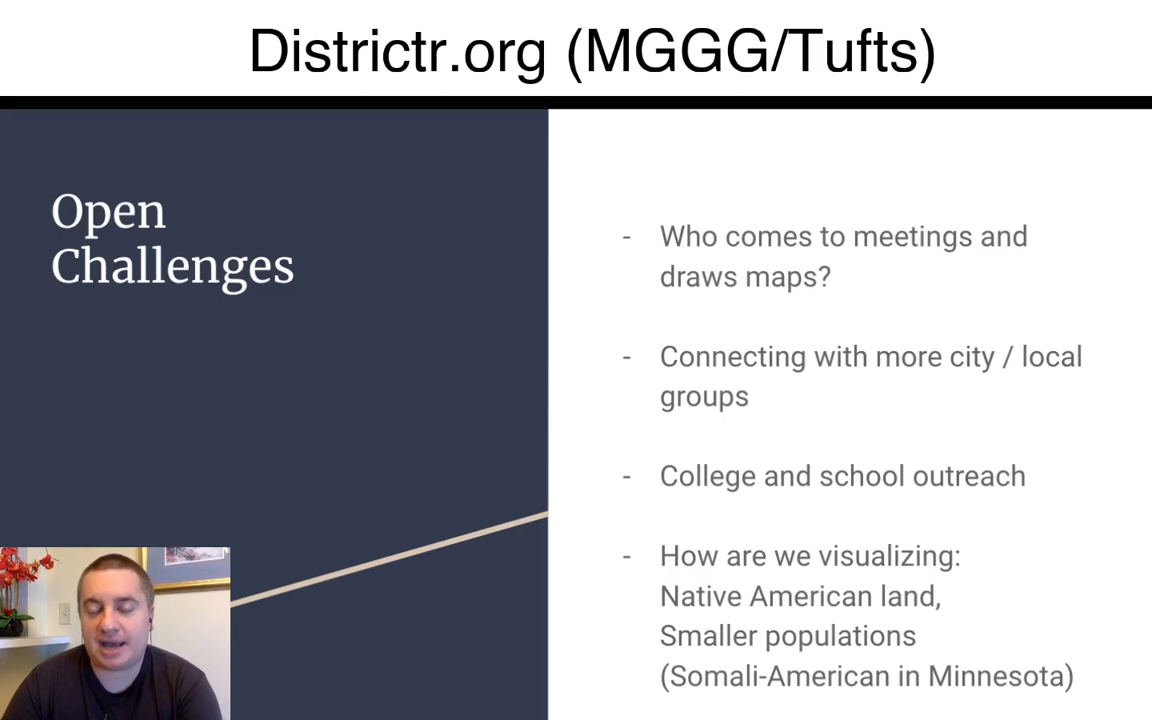 Districtr.org (MGGG/Tufts)
Open
Challenges
- Who comes to meetings and
draws maps?
- Connecting with more city / local
groups
- College and school outreach
- How are we visualizing:
Native American land,
Smaller populations
(Somali-American in Minnesota)